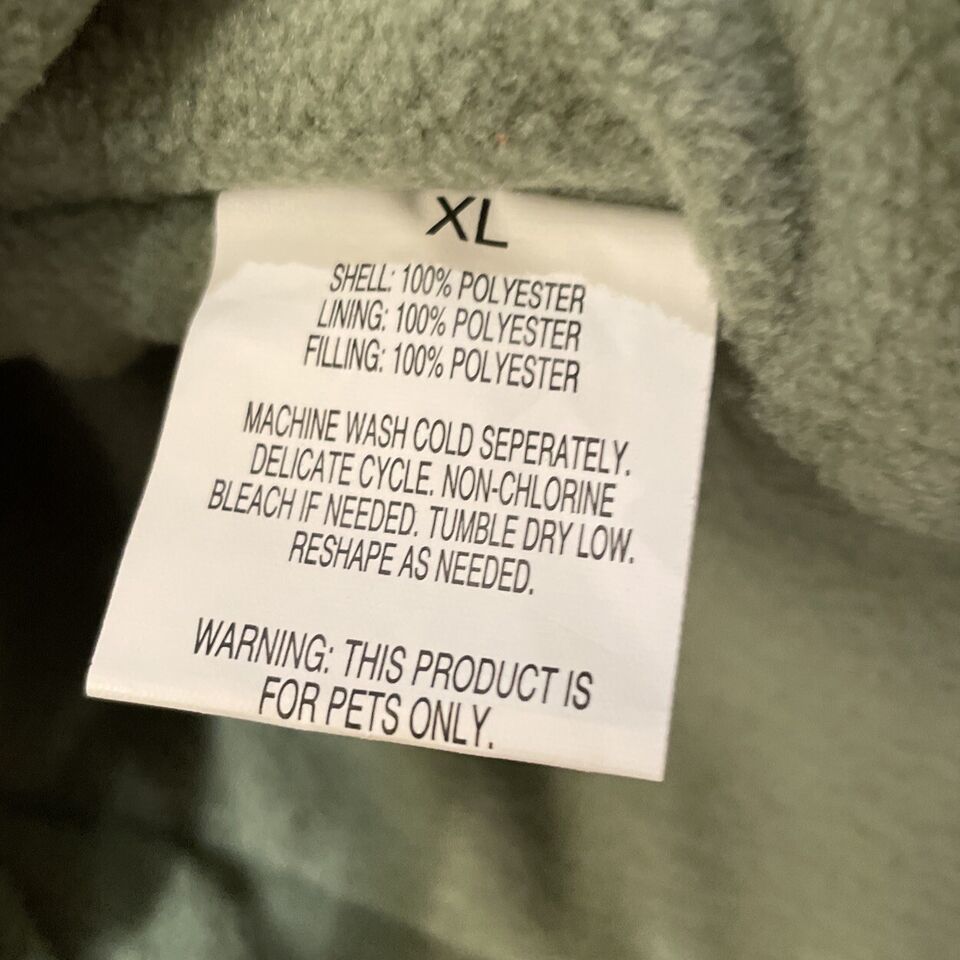 XL
SHELL: 100% POLYESTER
LINING: 100% POLYESTER
FILLING: 100% POLYESTER
MACHINE WASH COLD SEPERATELY.
DELICATE CYCLE. NON-CHLORINE
BLEACH IF NEEDED. TUMBLE DRY LOW.
RESHAPE AS NEEDED.
WARNING: THIS PRODUCT IS
FOR PETS ONLY.